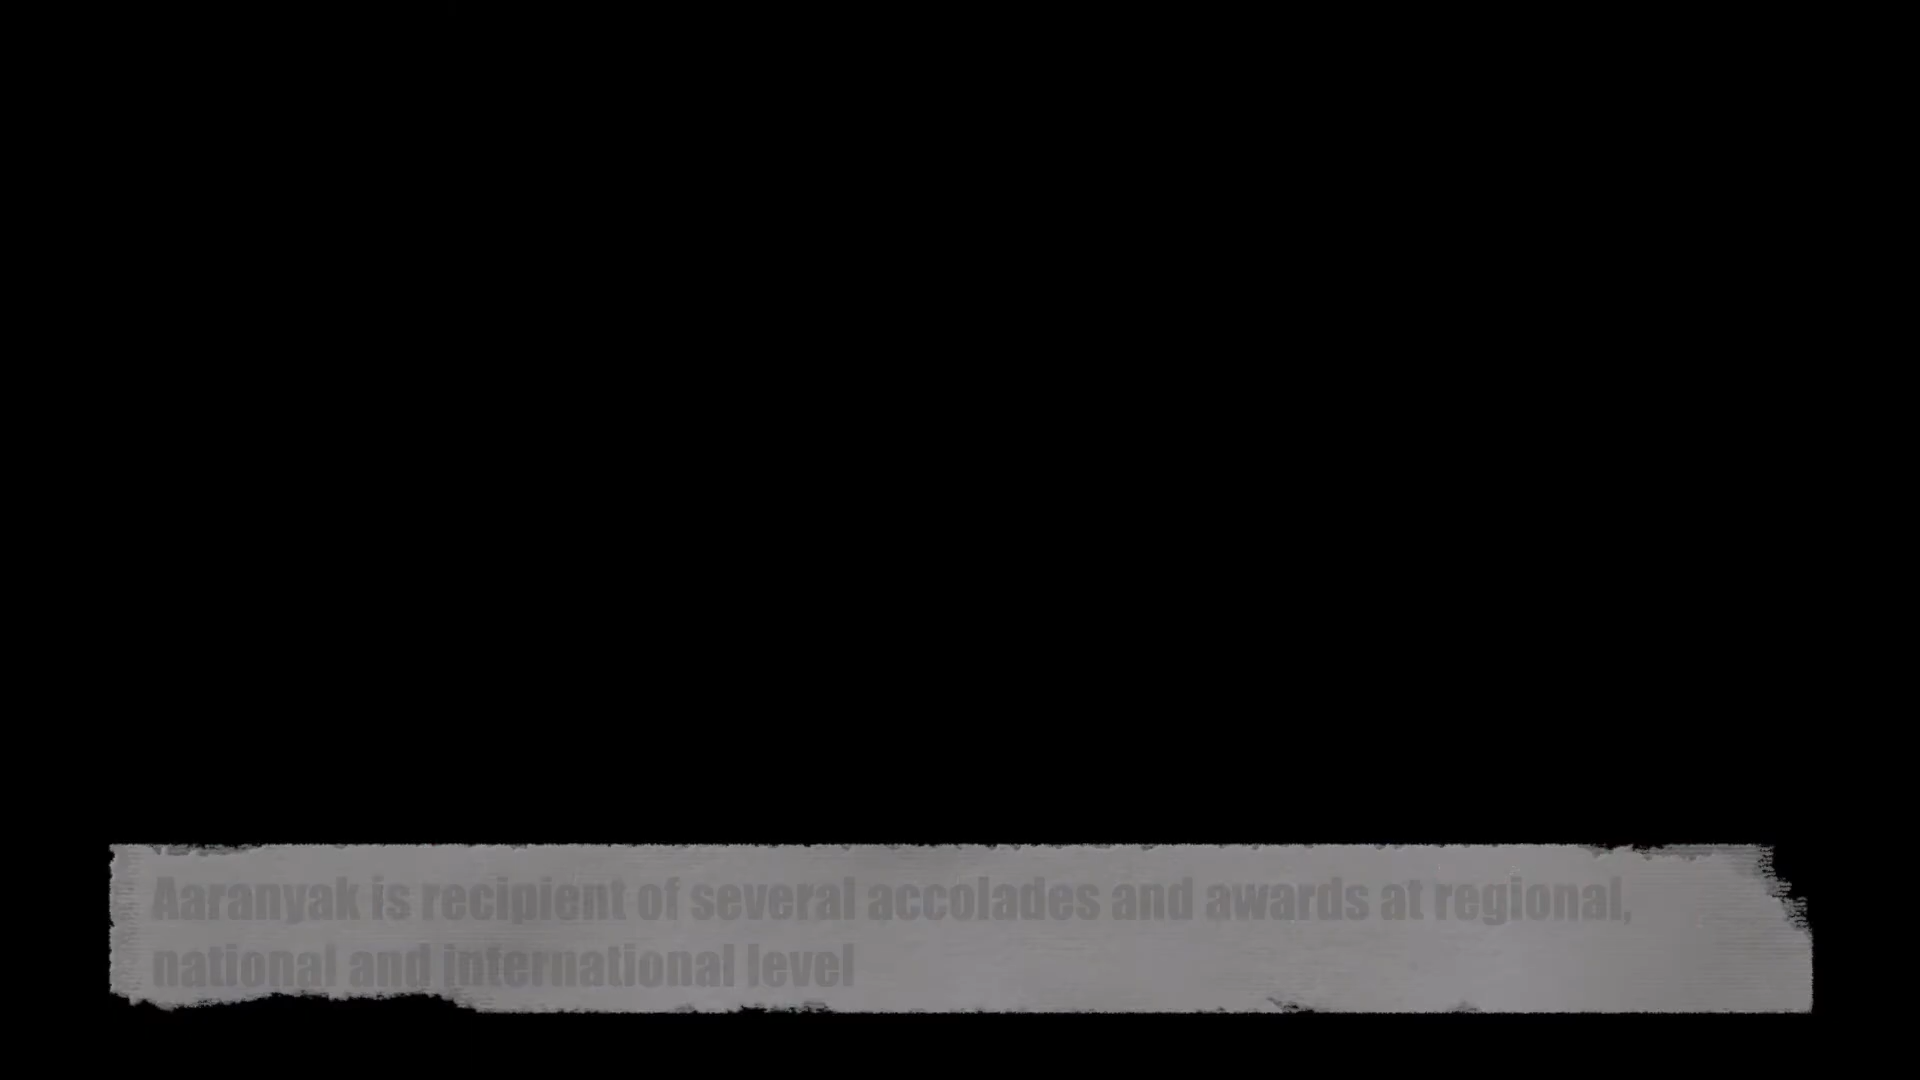 Aaranyak is recipient of several accolades and awards at regional,
national and international level